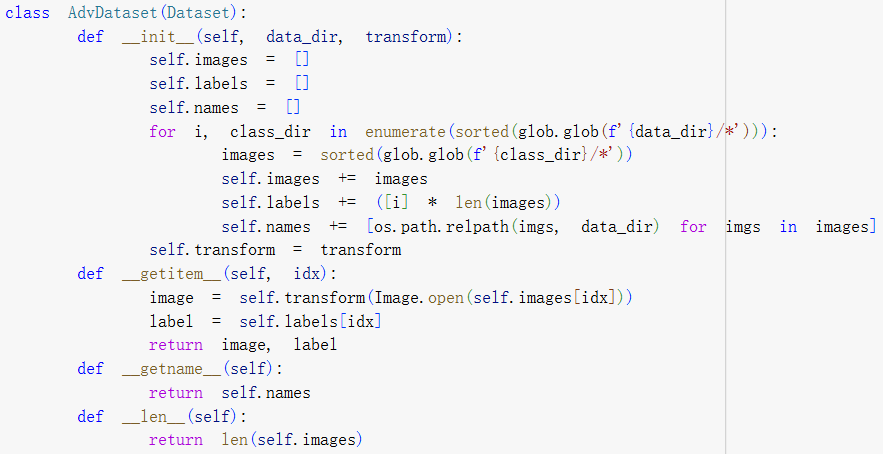 class AdvDataset(Dataset):
    def __init__(self, data_dir, transform):
        self.images = []
        self.labels = []
        self.names = []
        for i, class_dir in enumerate(sorted(glob.glob(f'{data_dir}/*'))):
            images = sorted(glob.glob(f'{class_dir}/*'))
            self.images += images
            self.labels += ([i] * len(images))
            self.names += [os.path.relpath(imgs, data_dir) for imgs in images]
        self.transform = transform
    def __getitem__(self, idx):
        image = self.transform(Image.open(self.images[idx]))
        label = self.labels[idx]
        return image, label
    def __getname__(self):
        return self.names
    def __len__(self):
        return len(self.images)